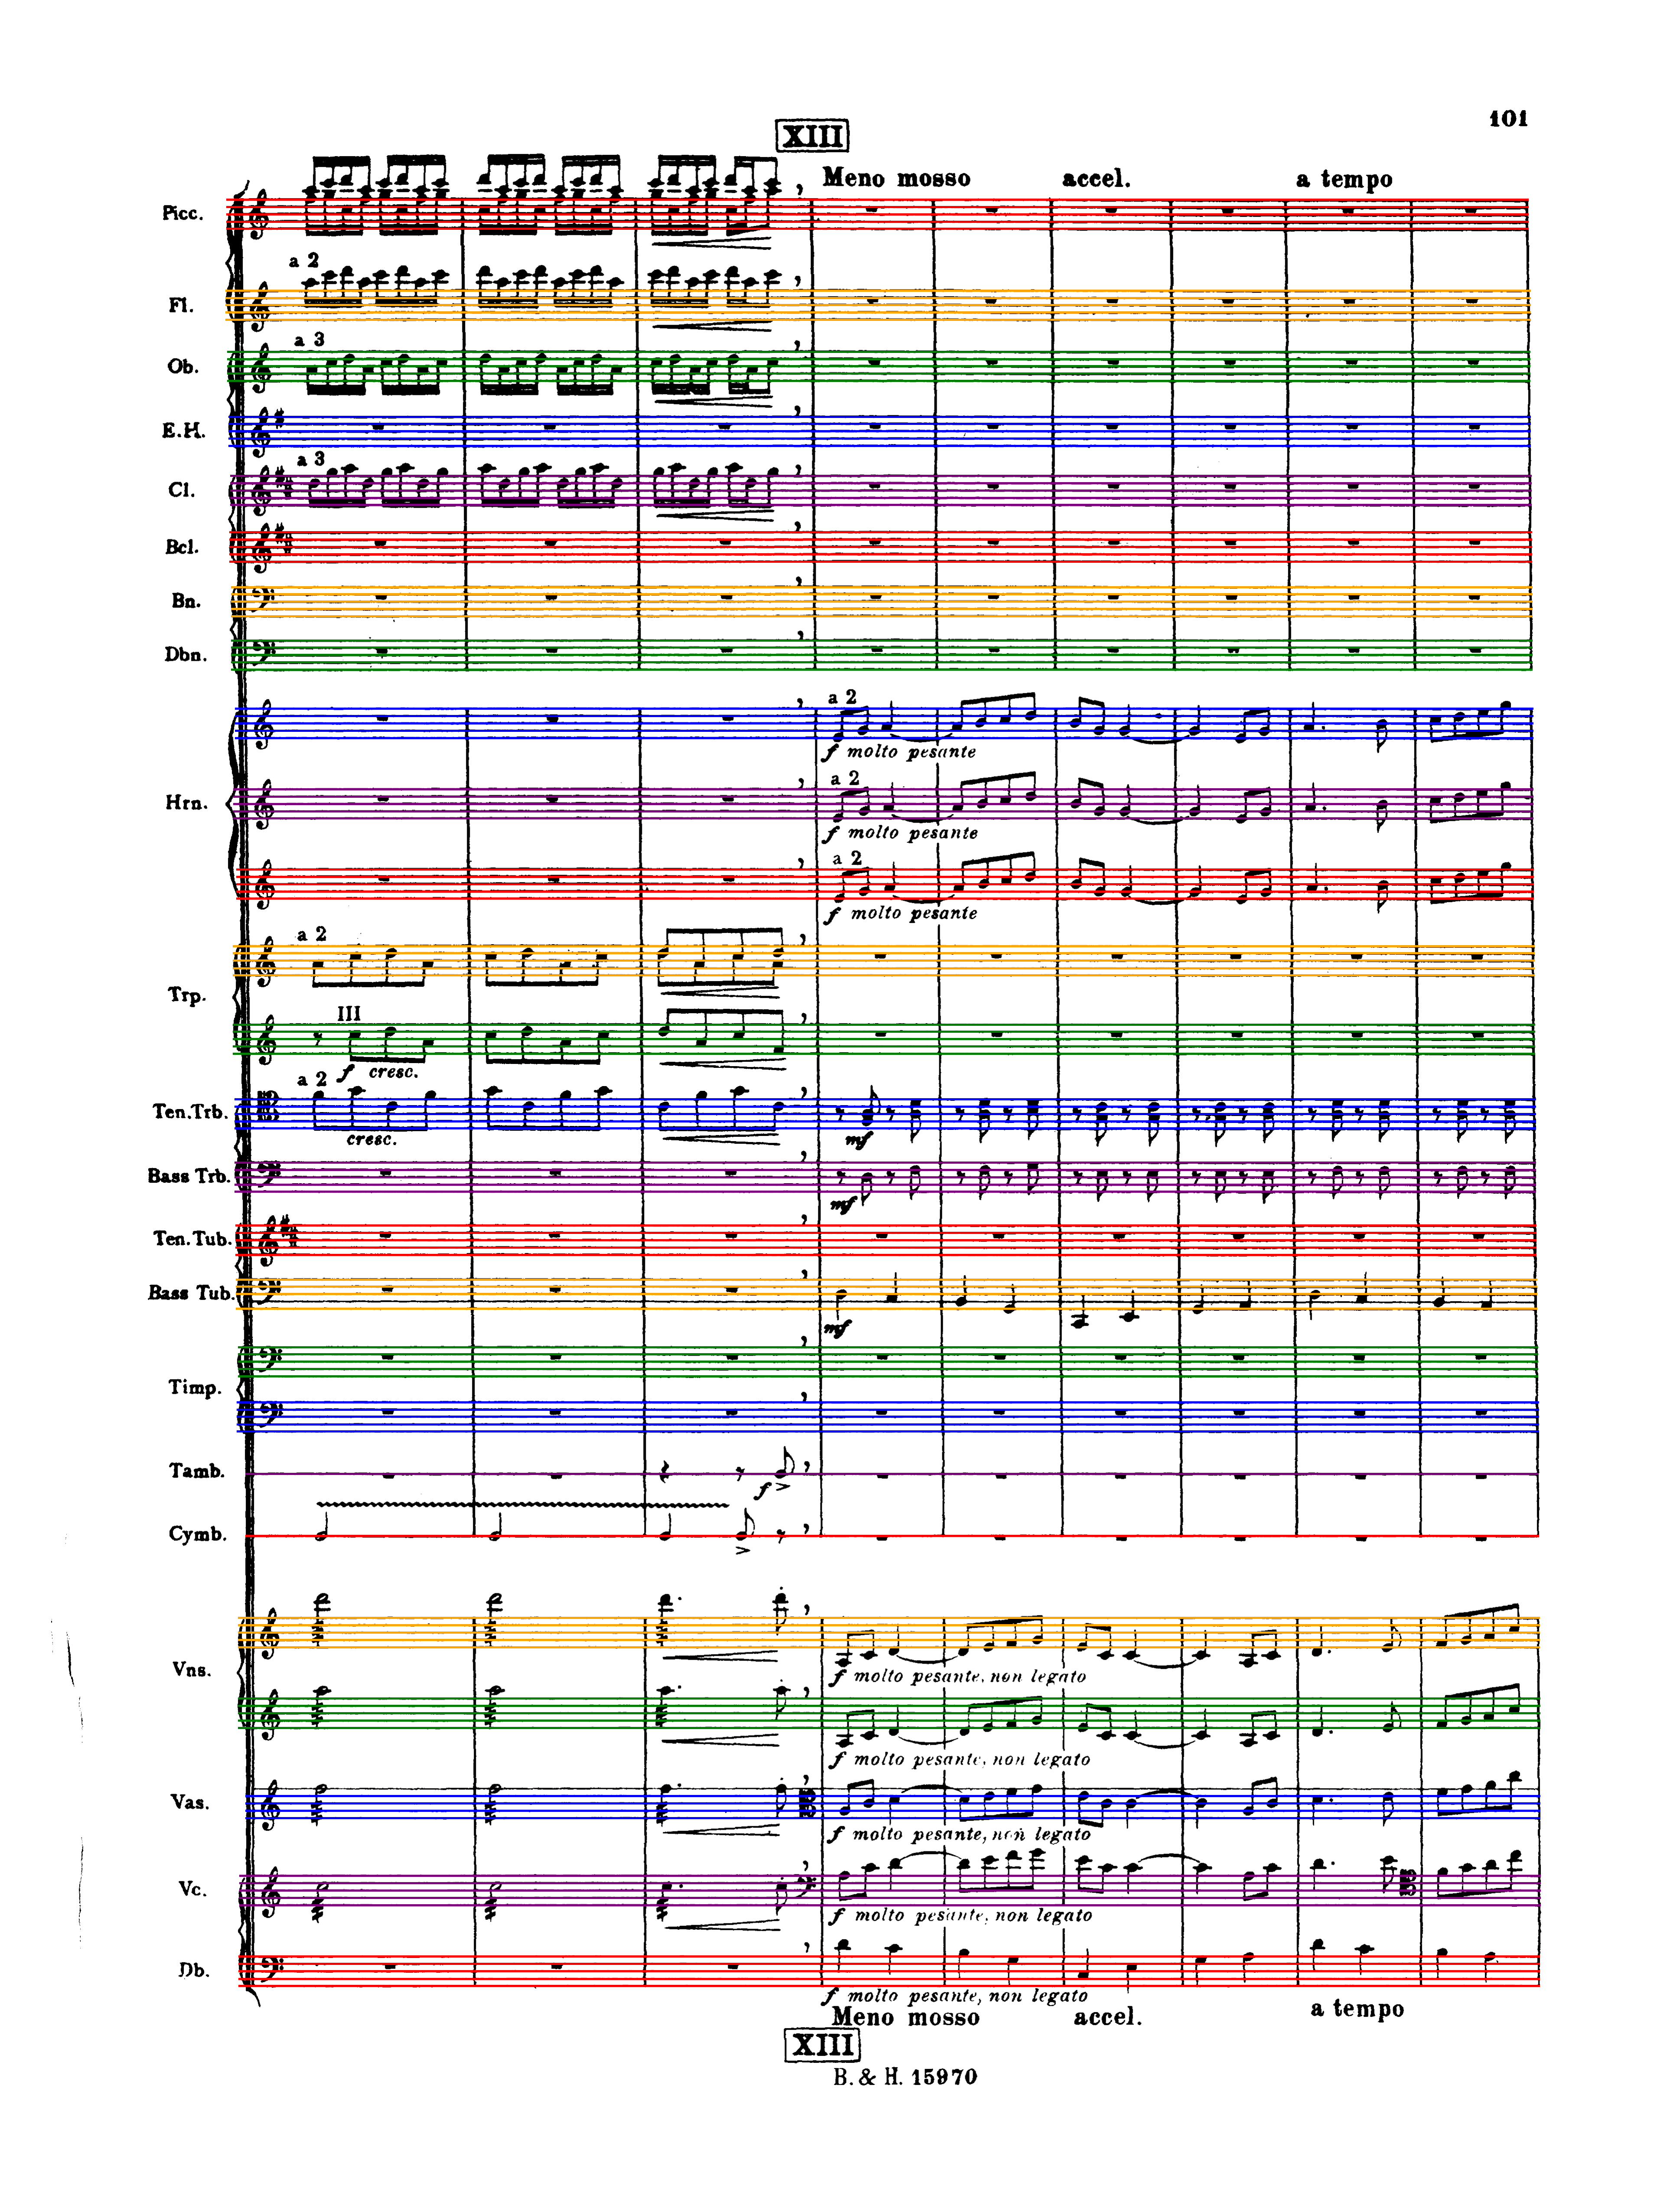 101
XIII
Meno mosso accel. a tempo
Picc.
a 2
Fl.
a 3
Ob.
E.H.
a 3
Cl.
Bcl.
Bn.
Dbn.
a 2
f molto pesante
a 2
Hrn.
f molto pesante
a 2
f molto pesante
a 2
Trp.
III
f cresc.
a 2
Ten.Trb.
cresc. mf
Bass Trb.
mf
Ten.Tub.
Bass Tub.
mf
Timp.
Tamb.
f
Cymb.
Vns.
f molto pesante, non legato
f molto pesante, non legato
Vas.
f molto pesante, non legato
Vc.
f molto pesante, non legato
Db.
f molto pesante, non legato
Meno mosso accel. a tempo
XIII
B. & H. 15970